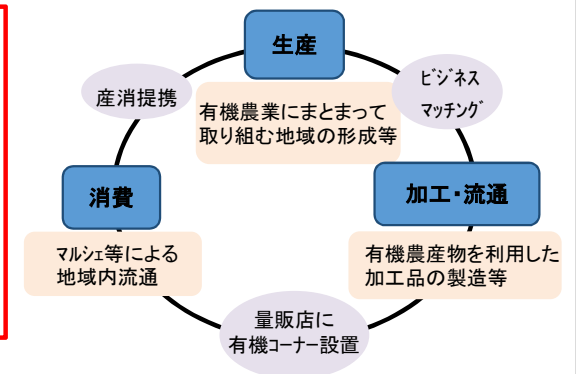 生産
産消提携
ﾋﾞｼﾞﾈｽ
ﾏｯﾁﾝｸﾞ
有機農業にまとまって
取り組む地域の形成等
消費
加工・流通
ﾏﾙｼｪ等による
地域内流通
有機農産物を利用した
加工品の製造等
量販店に
有機ｺｰﾅｰ設置